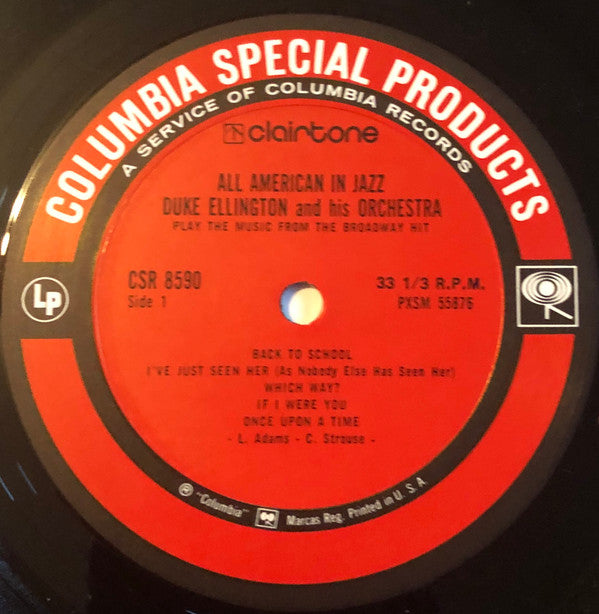 COLUMBIA SPECIAL PRODUCTS
A SERVICE OF COLUMBIA RECORDS
clairtone
ALL AMERICAN IN JAZZ
DUKE ELLINGTON and his ORCHESTRA
PLAY THE MUSIC FROM THE BROADWAY HIT
CSR 8590
Side 1
33 1/3 R.P.M.
PXSM 55876
Lp
BACK TO SCHOOL
I'VE JUST SEEN HER (As Nobody Else Has Seen Her)
WHICH WAY?
IF I WERE YOU
ONCE UPON A TIME
- L. Adams - C. Strouse -
® "Columbia" Marcas Reg. Printed in U. S. A